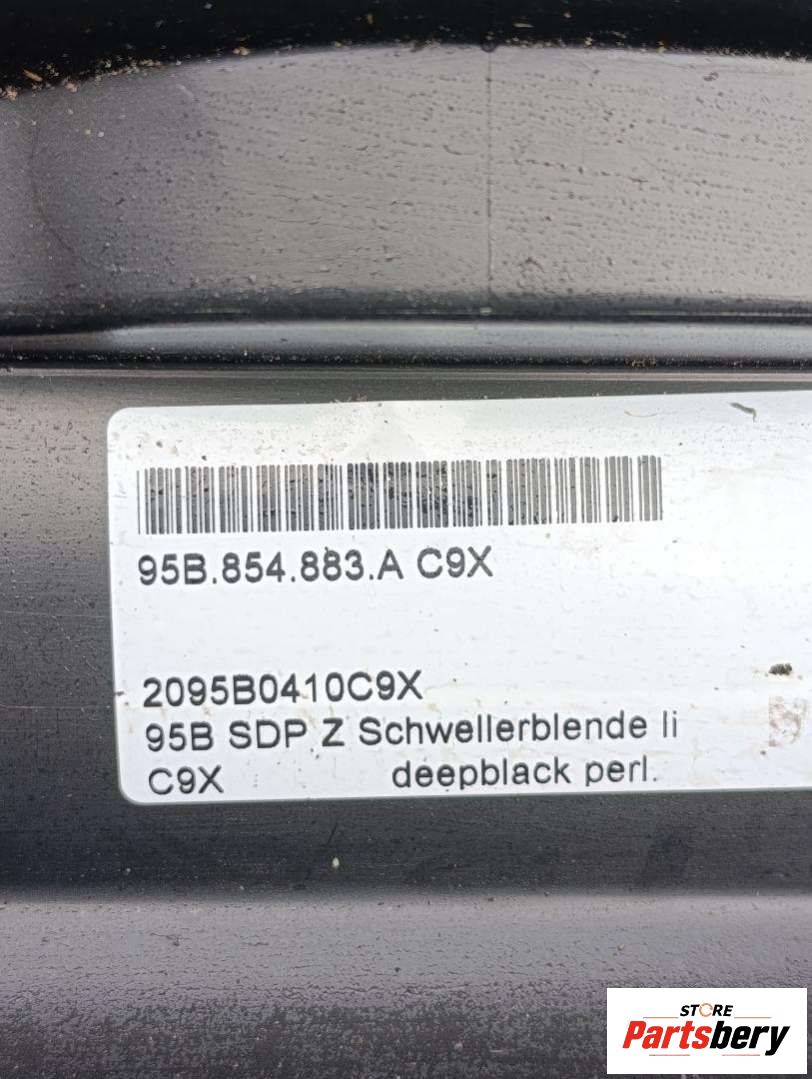 95B.854.883.A C9X
2095B0410C9X
95B SDP Z Schwellerblende li
C9X deepblack perl.
STORE
Partsbery